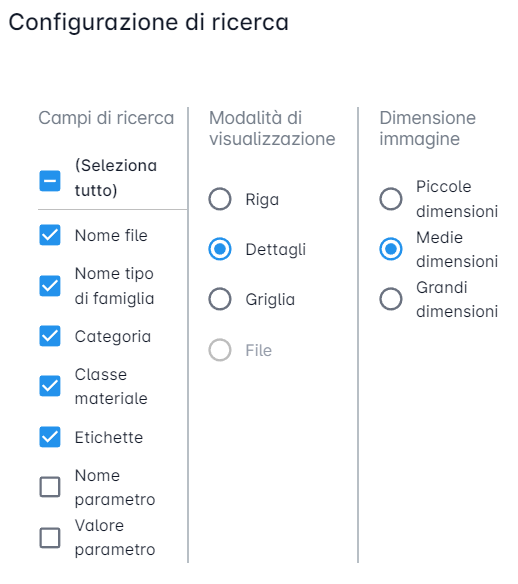 Configurazione di ricerca
Campi di ricerca
(Seleziona
tutto)
Nome file
Nome tipo
di famiglia
Categoria
Classe
materiale
Etichette
Nome
parametro
Valore
parametro
Modalità di
visualizzazione
Riga
Dettagli
Griglia
File
Dimensione
immagine
Piccole
dimensioni
Medie
dimensioni
Grandi
dimensioni